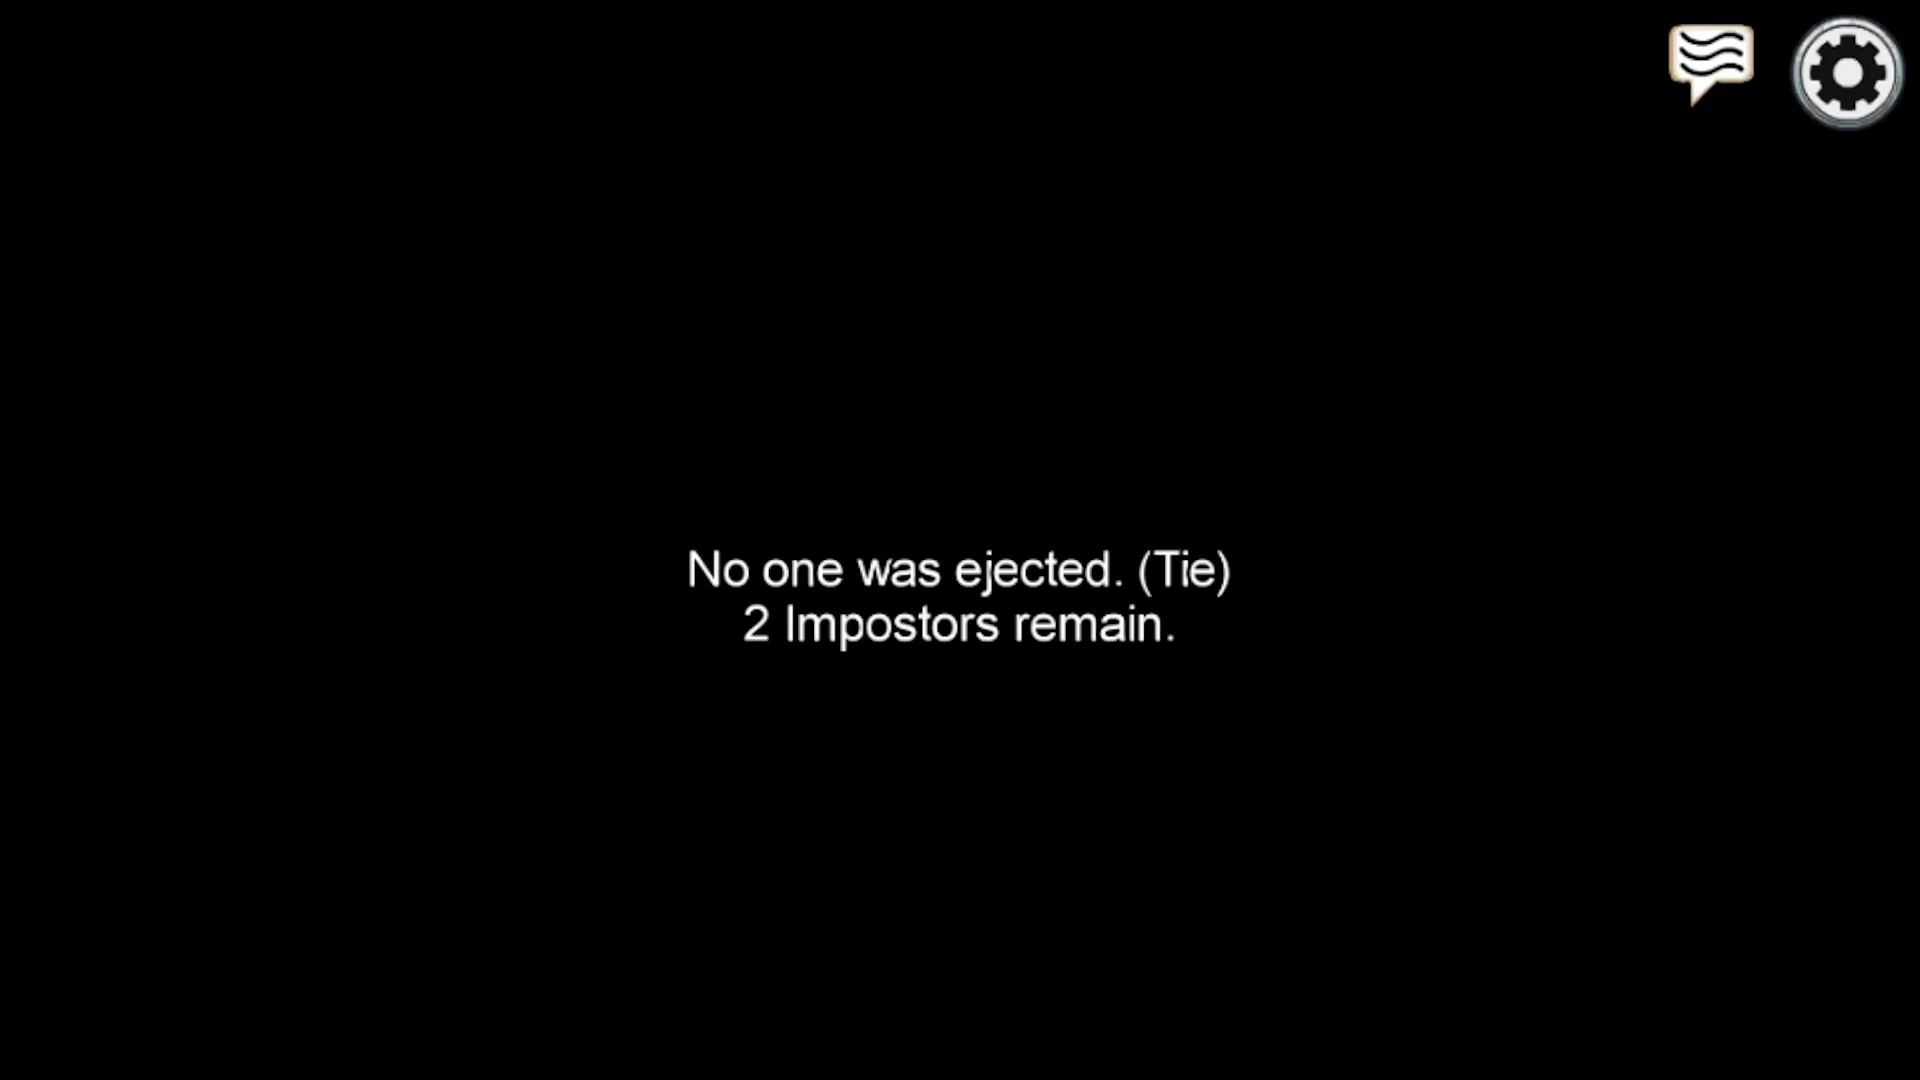 No one was ejected. (Tie)
2 Impostors remain.